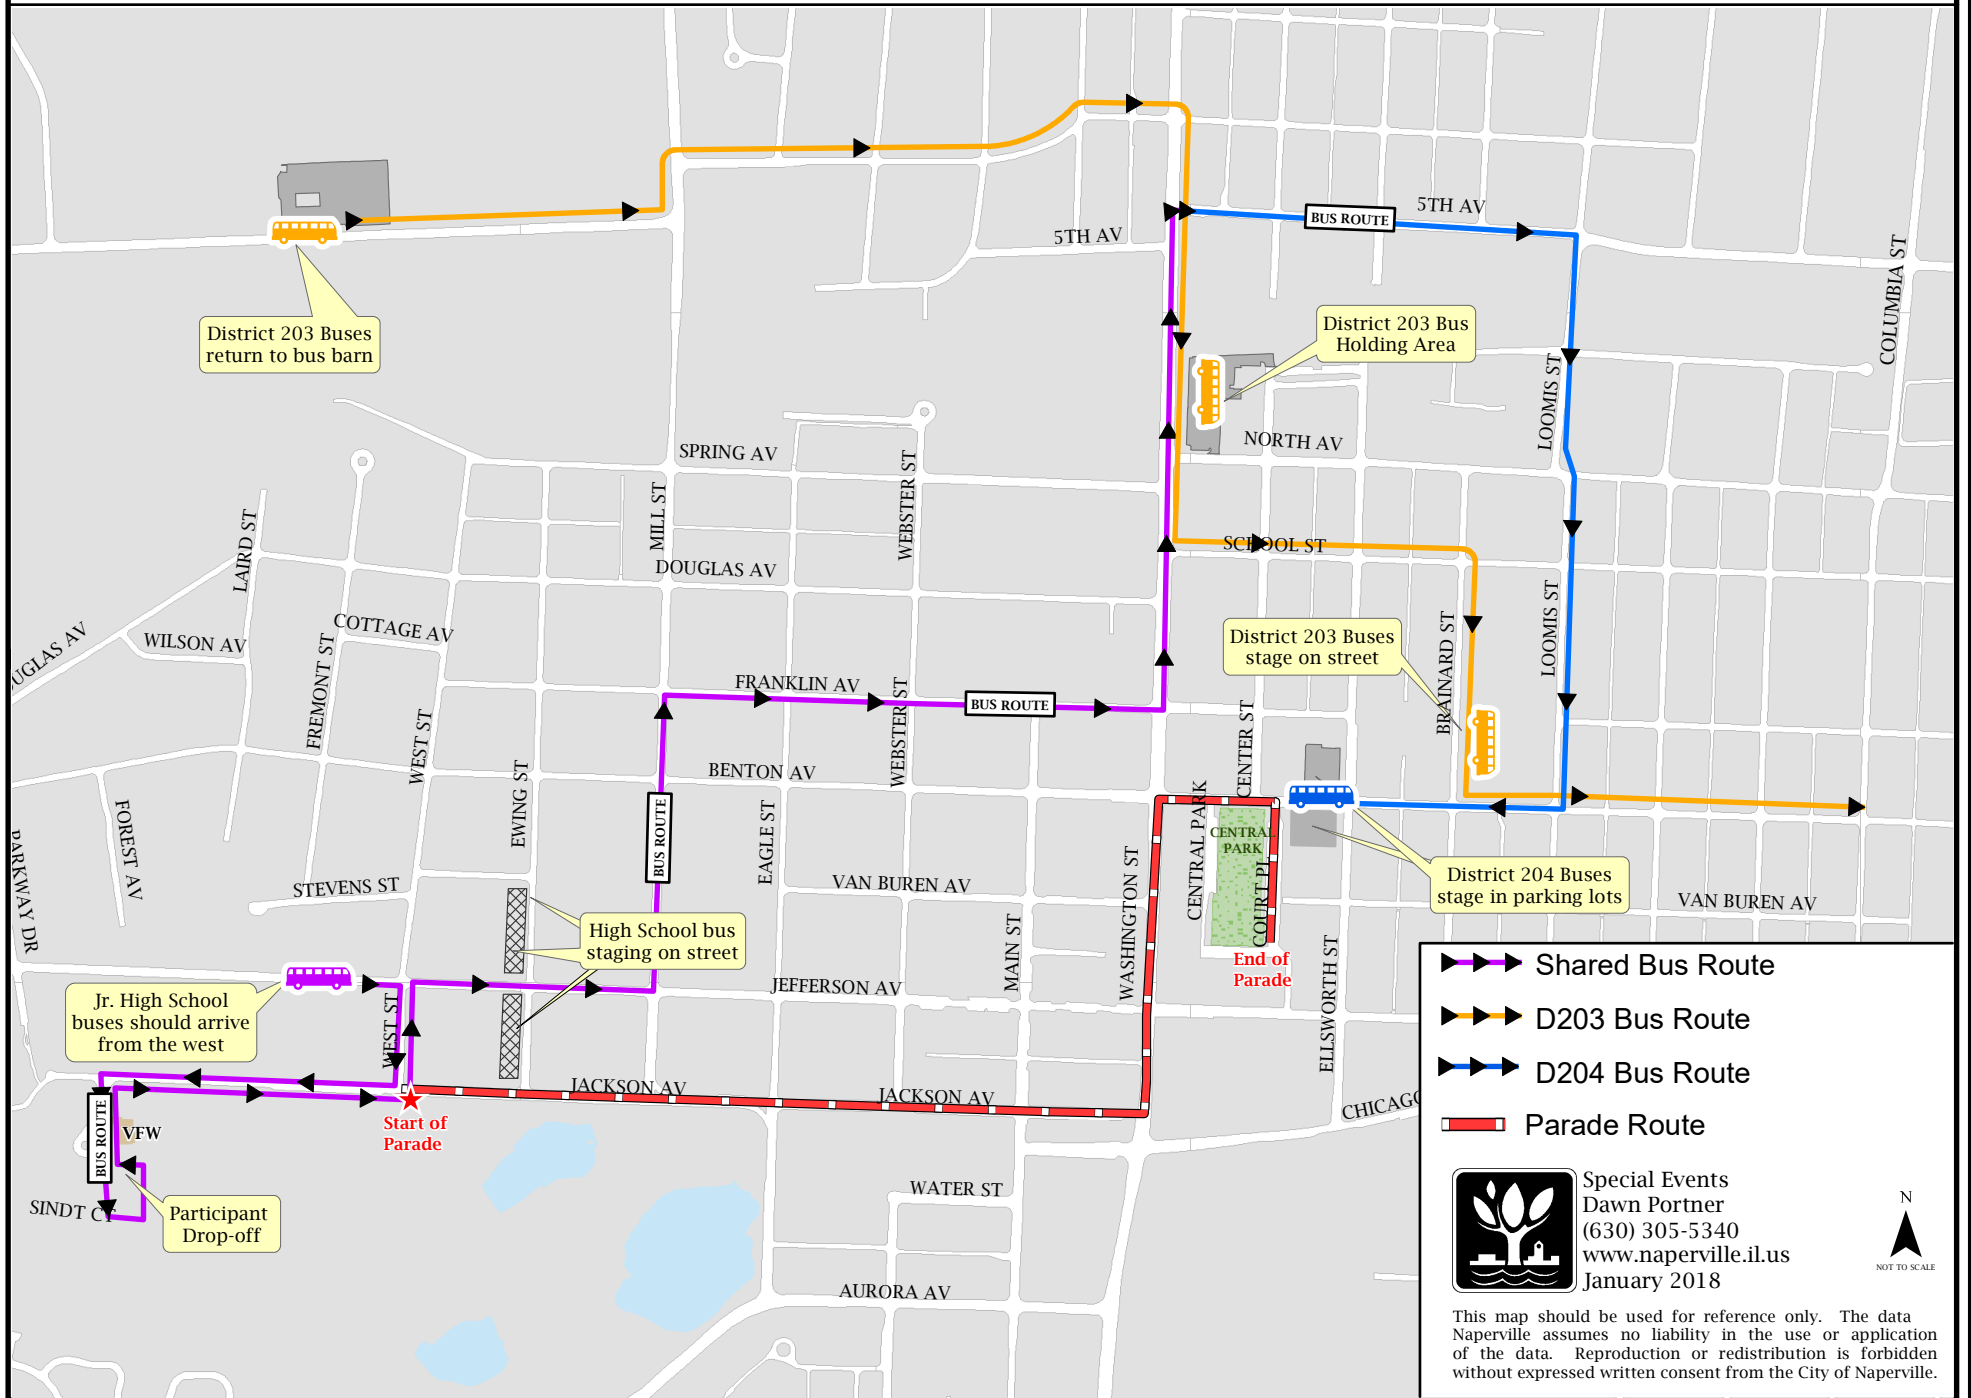 5TH AV
BUS ROUTE
5TH AV
COLUMBIA ST
District 203 Buses
return to bus barn
District 203 Bus
Holding Area
LOOMIS ST
NORTH AV
SPRING AV
MILL ST
WEBSTER ST
LAIRD ST
SCHOOL ST
DOUGLAS AV
COTTAGE AV
WILSON AV
UGLAS AV
FREMONT ST
District 203 Buses
stage on street
BRAINARD ST
LOOMIS ST
FRANKLIN AV
BUS ROUTE
WEBSTER ST
CENTER ST
WEST ST
BENTON AV
EWING ST
FOREST AV
BUS ROUTE
EAGLE ST
CENTRAL PARK
CENTRAL
PARK
COURT PL
PARKWAY DR
STEVENS ST
VAN BUREN AV
WASHINGTON ST
District 204 Buses
stage in parking lots
VAN BUREN AV
High School bus
staging on street
MAIN ST
End of
Parade
ELLSWORTH ST
JEFFERSON AV
Jr. High School
buses should arrive
from the west
WEST ST
JACKSON AV
JACKSON AV
CHICAGO
Start of
Parade
BUS ROUTE
VFW
SINDT CT
Participant
Drop-off
WATER ST
AURORA AV
Shared Bus Route
D203 Bus Route
D204 Bus Route
Parade Route
Special Events
Dawn Portner
(630) 305-5340
www.naperville.il.us
January 2018
N
NOT TO SCALE
This map should be used for reference only. The data
Naperville assumes no liability in the use or application
of the data. Reproduction or redistribution is forbidden
without expressed written consent from the City of Naperville.